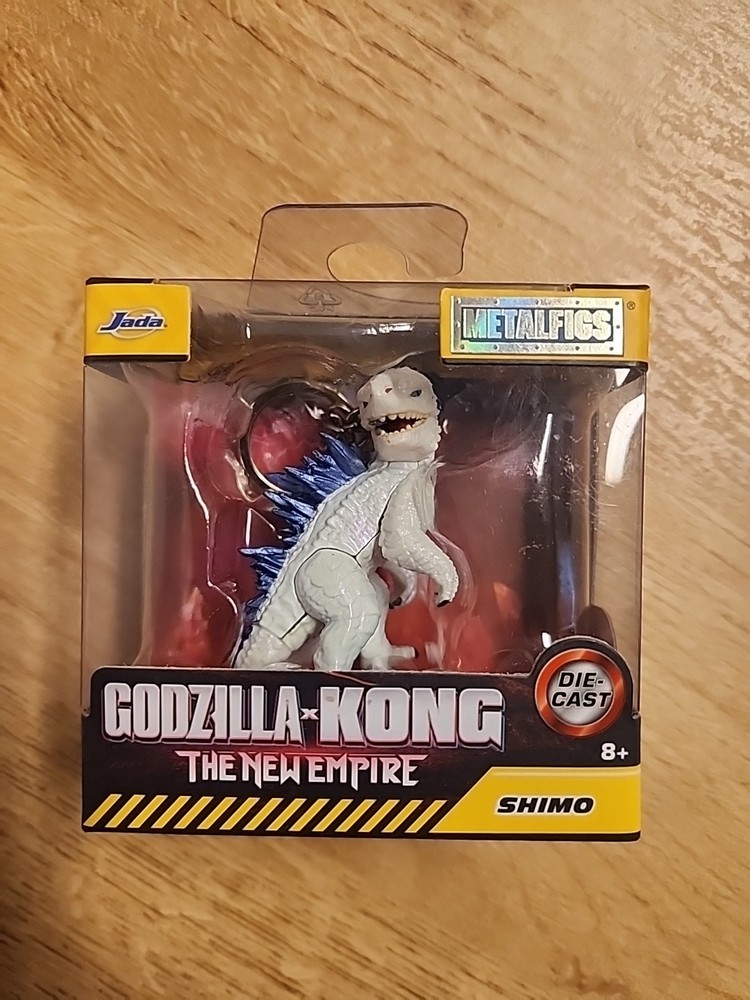 Jada
METALFIGS®
GODZILLA x KONG
THE NEW EMPIRE
DIE-
CAST
8+
SHIMO